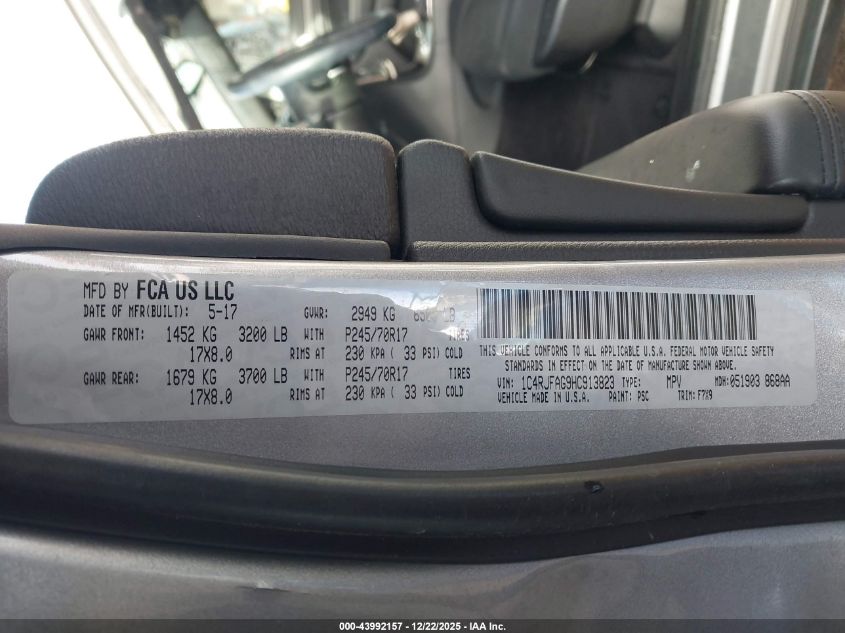 MFD BY FCA US LLC
DATE OF MFR(BUILT): 5-17 GVWR: 2949 KG LB
GAWR FRONT: 1452 KG 3200 LB WITH P245/70R17 TIRES
17X8.0 RIMS AT 230 KPA ( 33 PSI) COLD
GAWR REAR: 1679 KG 3700 LB WITH P245/70R17 TIRES
17X8.0 RIMS AT 230 KPA ( 33 PSI) COLD
THIS VEHICLE CONFORMS TO ALL APPLICABLE U.S.A. FEDERAL MOTOR VEHICLE SAFETY
STANDARDS IN EFFECT ON THE DATE OF MANUFACTURE SHOWN ABOVE.
VIN: 1C4RJFAG9HC913823 TYPE: MPV MDH: 051903 868AA
VEHICLE MADE IN U.S.A. PAINT: PSC TRIM: F7X9
000-43992157 - 12/22/2025 - IAA Inc.